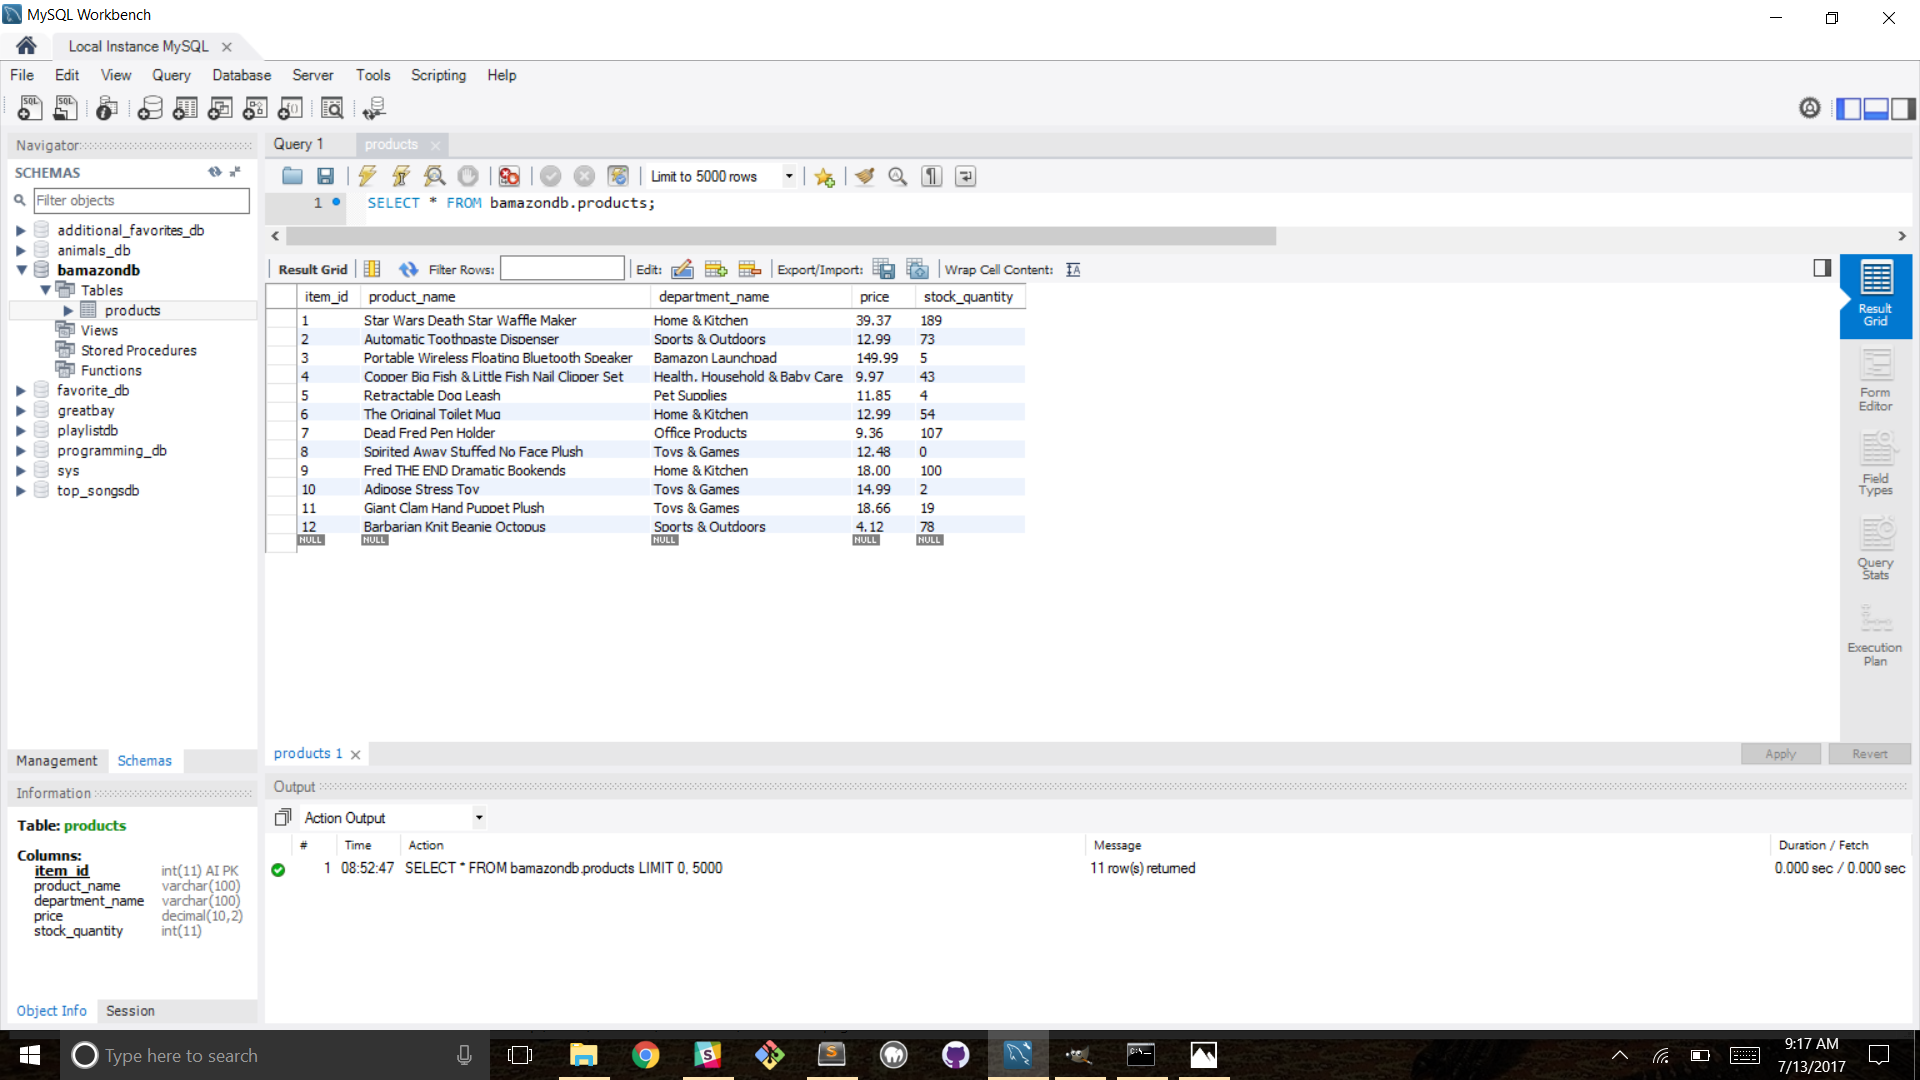 MySQL Workbench
Local Instance MySQL
File Edit View Query Database Server Tools Scripting Help
Navigator
SCHEMAS
Filter objects
additional_favorites_db
animals_db
bamazondb
Tables
products
Views
Stored Procedures
Functions
favorite_db
greatbay
playlistdb
programming_db
sys
top_songsdb
Management Schemas
Information
Table: products
Columns:
item_id int(11) AI PK
product_name varchar(100)
department_name varchar(100)
price decimal(10,2)
stock_quantity int(11)
Object Info Session
Query 1 products
Limit to 5000 rows
1 SELECT * FROM bamazondb.products;
Result Grid Filter Rows: Edit: Export/Import: Wrap Cell Content:
item_id product_name department_name price stock_quantity
1 Star Wars Death Star Waffle Maker Home & Kitchen 39.37 189
2 Automatic Toothpaste Dispenser Sports & Outdoors 12.99 73
3 Portable Wireless Floating Bluetooth Speaker Bamazon Launchpad 149.99 5
4 Copper Big Fish & Little Fish Nail Clipper Set Health, Household & Baby Care 9.97 43
5 Retractable Dog Leash Pet Supplies 11.85 4
6 The Original Toilet Mug Home & Kitchen 12.99 54
7 Dead Fred Pen Holder Office Products 9.36 107
8 Spirited Away Stuffed No Face Plush Toys & Games 12.48 0
9 Fred THE END Dramatic Bookends Home & Kitchen 18.00 100
10 Adipose Stress Toy Toys & Games 14.99 2
11 Giant Clam Hand Puppet Plush Toys & Games 18.66 19
12 Barbarian Knit Beanie Octopus Sports & Outdoors 4.12 78
NULL NULL NULL NULL NULL
Result
Grid
Form
Editor
Field
Types
Query
Stats
Execution
Plan
products 1
Apply Revert
Output
Action Output
# Time Action Message Duration / Fetch
1 08:52:47 SELECT * FROM bamazondb.products LIMIT 0, 5000 11 row(s) returned 0.000 sec / 0.000 sec
Type here to search
9:17 AM
7/13/2017